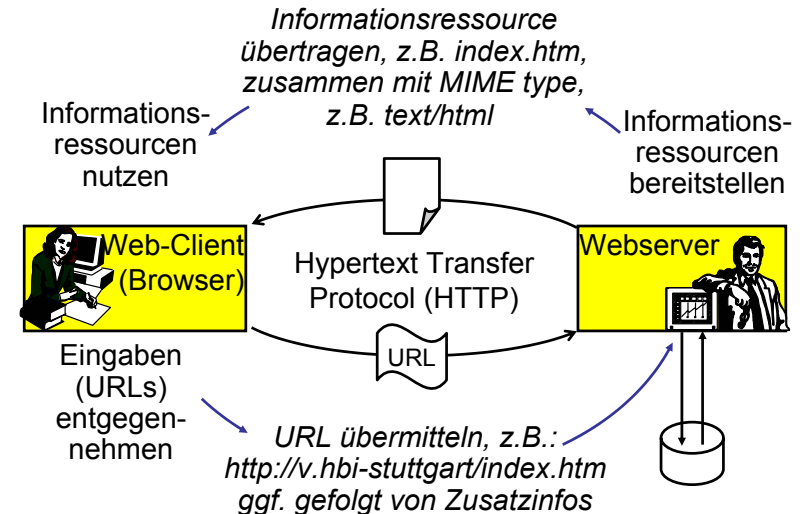 Informationsressource
übertragen, z.B. index.htm,
zusammen mit MIME type,
z.B. text/html
Informations-
ressourcen
nutzen
Informations-
ressourcen
bereitstellen
Web-Client
(Browser)
Hypertext Transfer
Protocol (HTTP)
Webserver
URL
Eingaben
(URLs)
entgegen-
nehmen
URL übermitteln, z.B.:
http://v.hbi-stuttgart/index.htm
ggf. gefolgt von Zusatzinfos